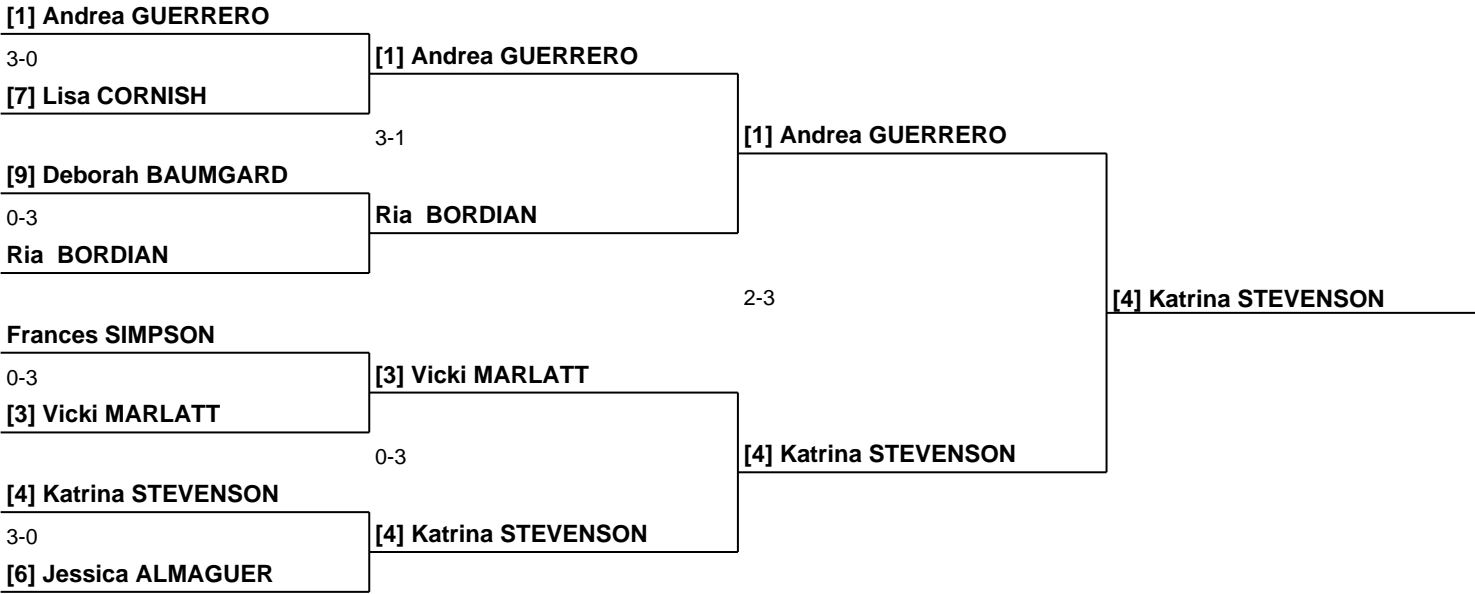 [1] Andrea GUERRERO
3-0
[1] Andrea GUERRERO
[7] Lisa CORNISH
3-1
[1] Andrea GUERRERO
[9] Deborah BAUMGARD
0-3
Ria BORDIAN
Ria BORDIAN
2-3
[4] Katrina STEVENSON
Frances SIMPSON
0-3
[3] Vicki MARLATT
[3] Vicki MARLATT
0-3
[4] Katrina STEVENSON
[4] Katrina STEVENSON
3-0
[4] Katrina STEVENSON
[6] Jessica ALMAGUER